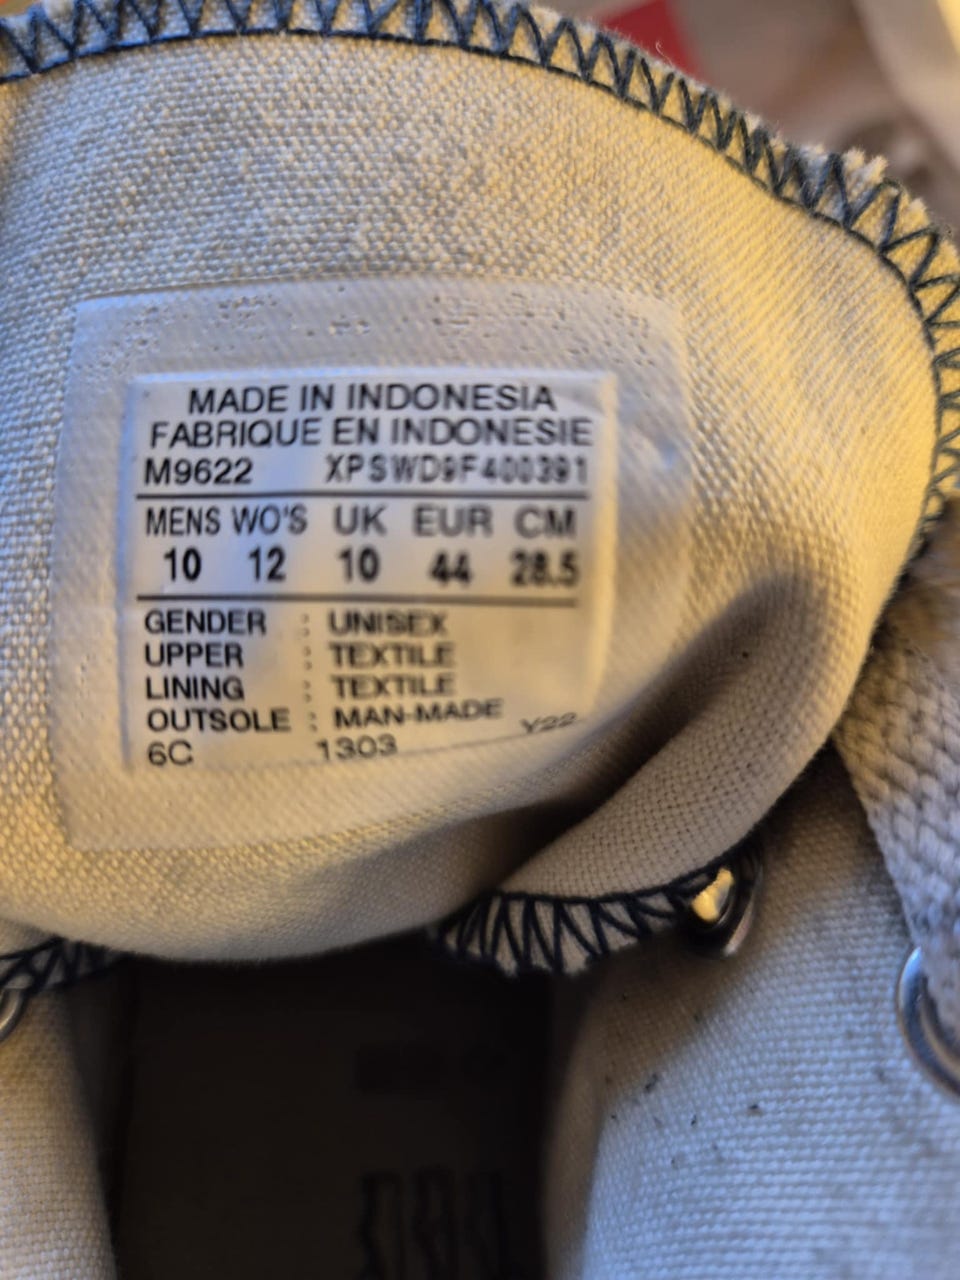 MADE IN INDONESIA
FABRIQUE EN INDONESIE
M9622 XPSWD9F400391
MENS WO'S UK EUR CM
10 12 10 44 28.5
GENDER : UNISEX
UPPER : TEXTILE
LINING : TEXTILE
OUTSOLE : MAN-MADE
6C 1303 Y22